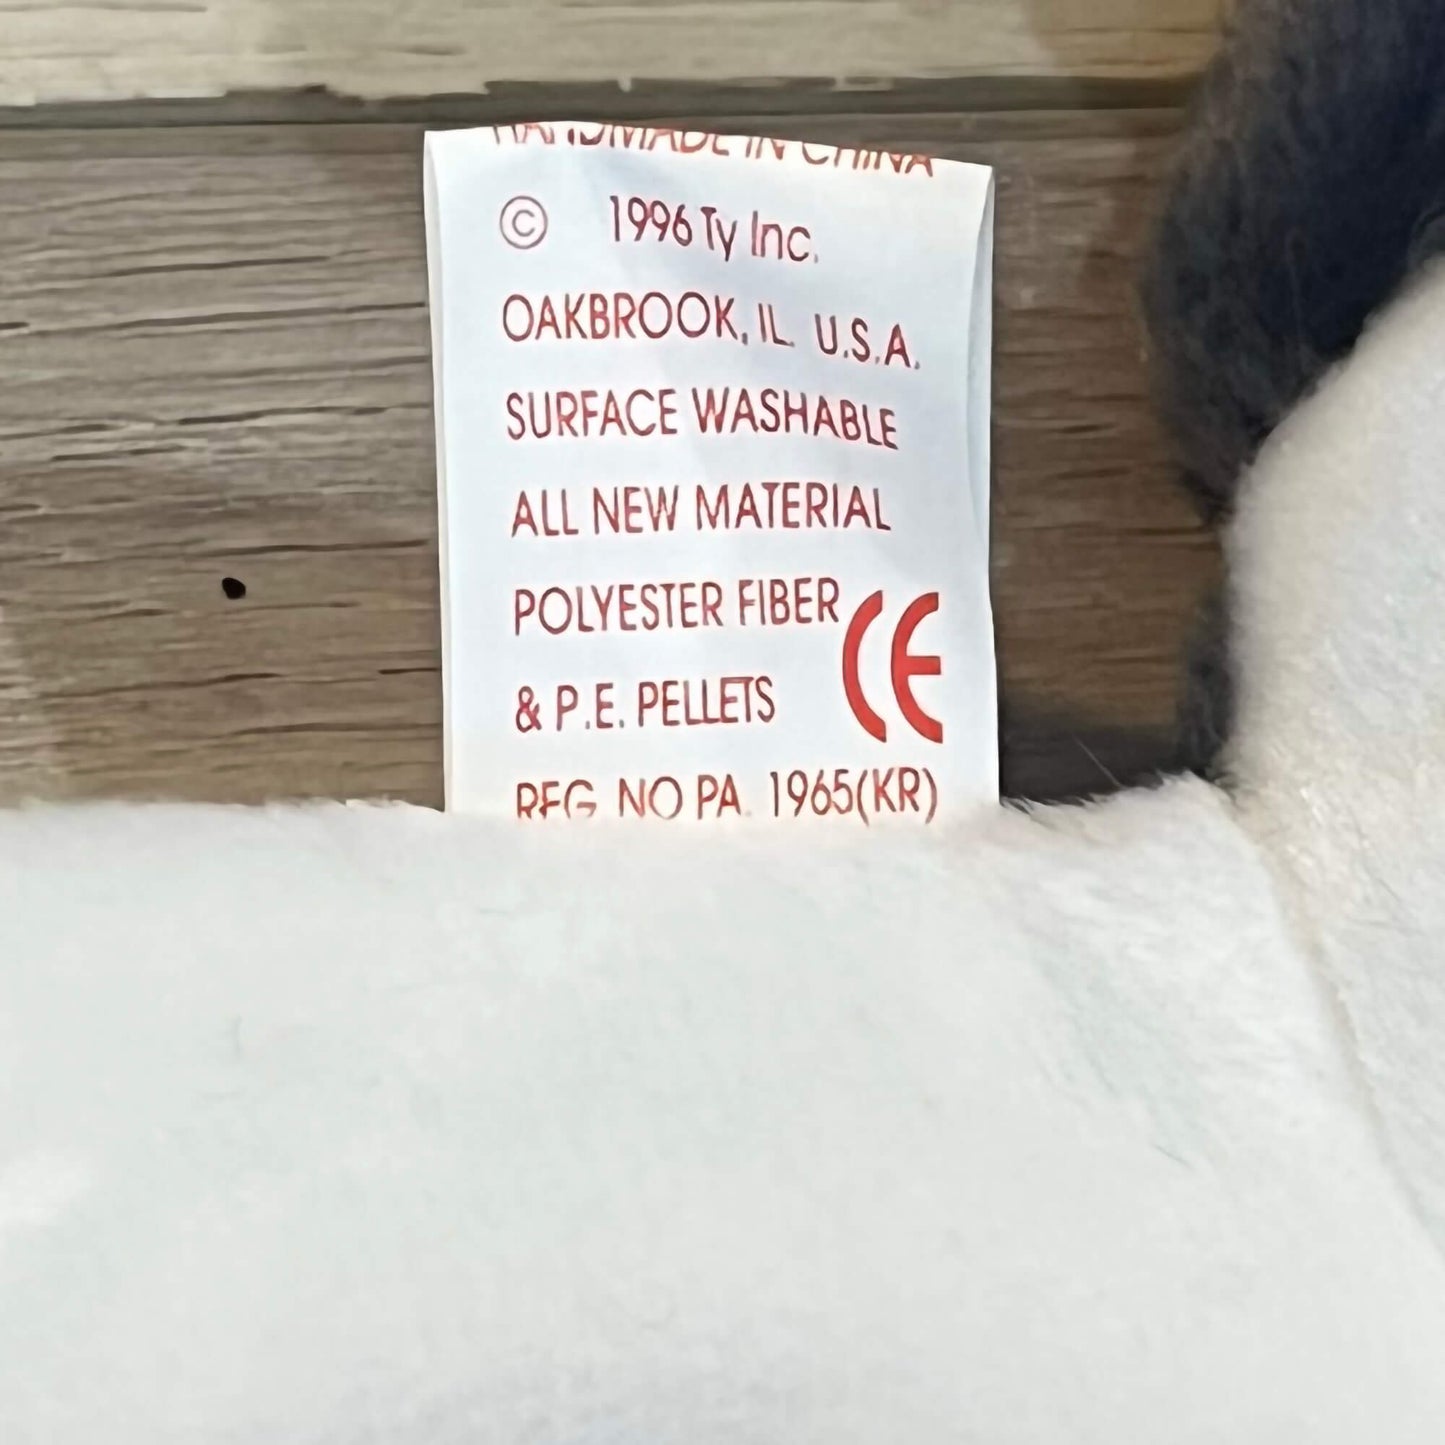 HANDMADE IN CHINA
© 1996 Ty Inc.
OAKBROOK, IL. U.S.A.
SURFACE WASHABLE
ALL NEW MATERIAL
POLYESTER FIBER
& P.E. PELLETS CE
REG. NO PA. 1965(KR)